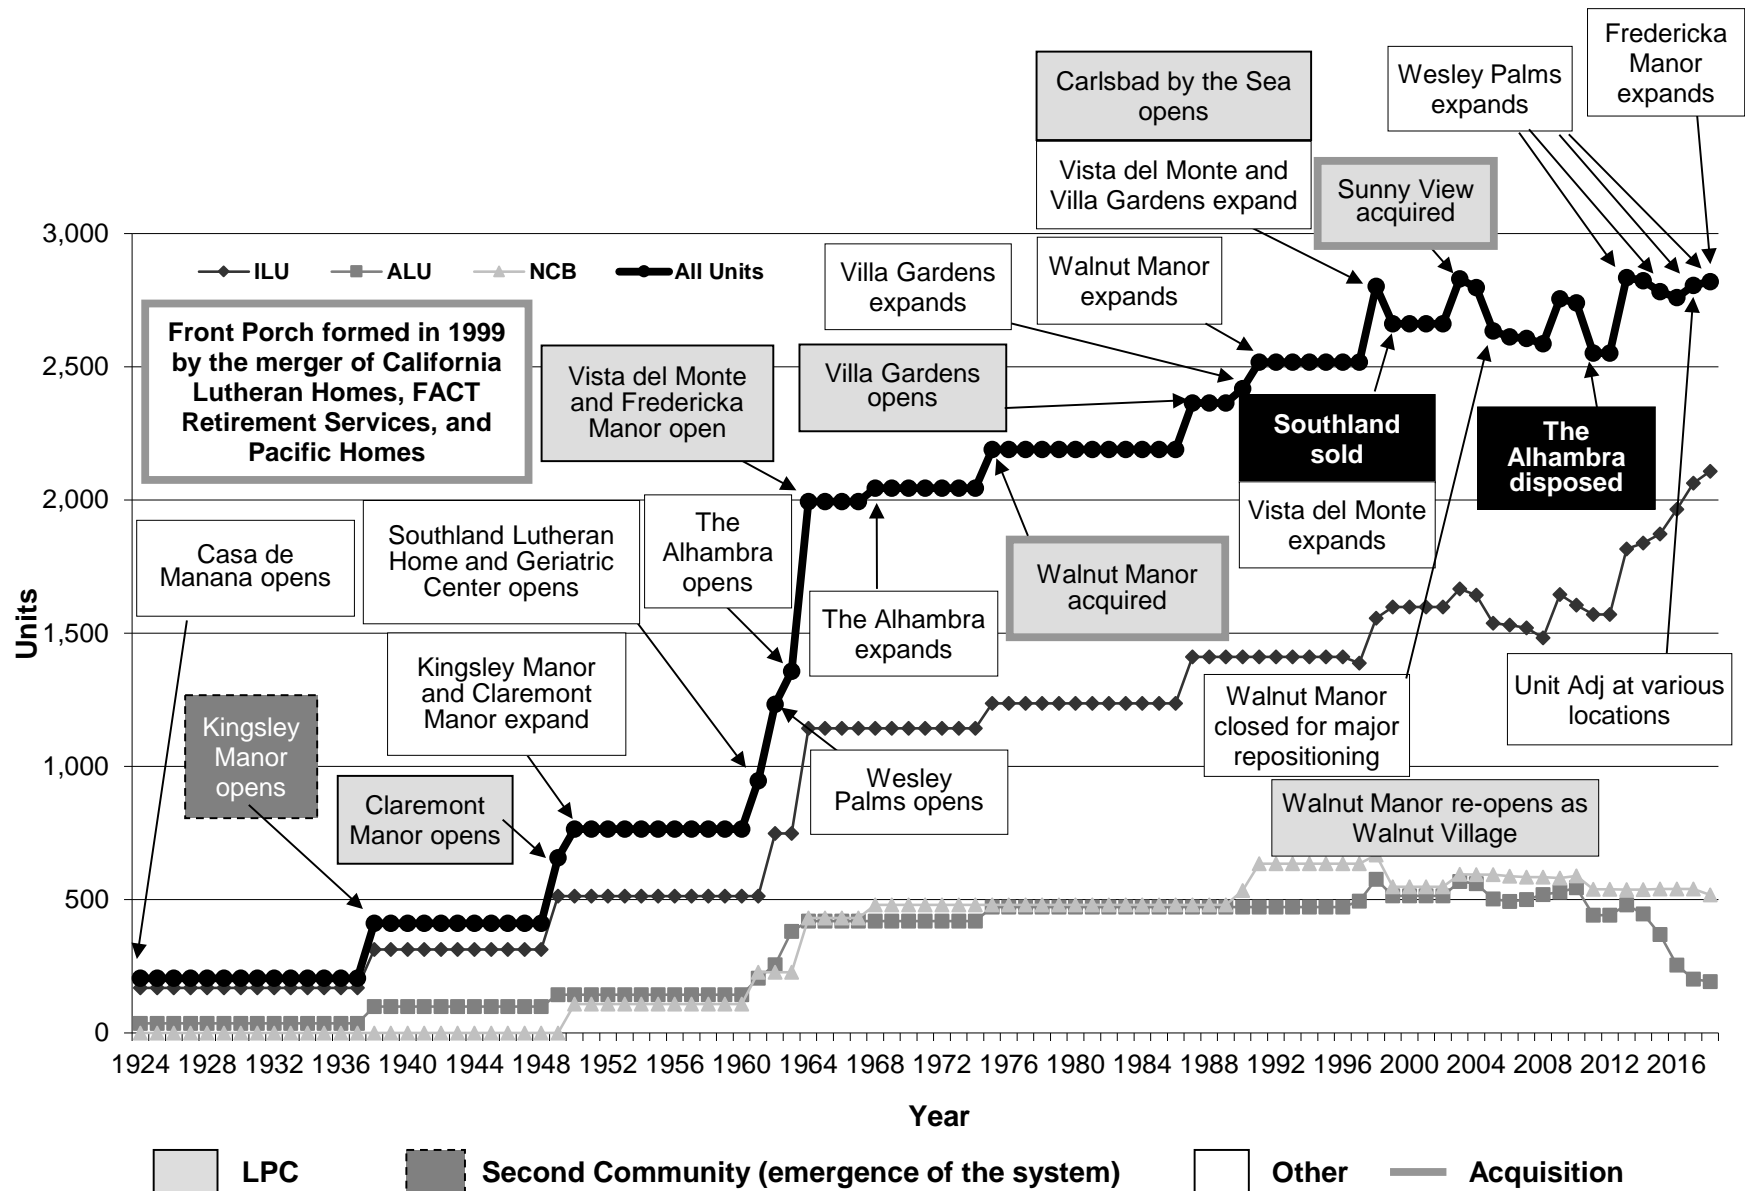 Fredericka
Manor
expands
Wesley Palms
expands
Carlsbad by the Sea
opens
Vista del Monte and
Villa Gardens expand
Sunny View
acquired
3,000
ILU
ALU
NCB
All Units
Villa Gardens
expands
Walnut Manor
expands
Front Porch formed in 1999
by the merger of California
Lutheran Homes, FACT
Retirement Services, and
Pacific Homes
2,500
Vista del Monte
and Fredericka
Manor open
Villa Gardens
opens
Southland
sold
The
Alhambra
disposed
Vista del Monte
expands
2,000
Casa de
Manana opens
Southland Lutheran
Home and Geriatric
Center opens
The
Alhambra
opens
The Alhambra
expands
Walnut Manor
acquired
Units
1,500
Kingsley Manor
and Claremont
Manor expand
Walnut Manor
closed for major
repositioning
Unit Adj at various
locations
Kingsley
Manor
opens
1,000
Claremont
Manor opens
Wesley
Palms opens
Walnut Manor re-opens as
Walnut Village
500
0
1924 1928 1932 1936 1940 1944 1948 1952 1956 1960 1964 1968 1972 1976 1980 1984 1988 1992 1996 2000 2004 2008 2012 2016
Year
LPC
Second Community (emergence of the system)
Other
Acquisition